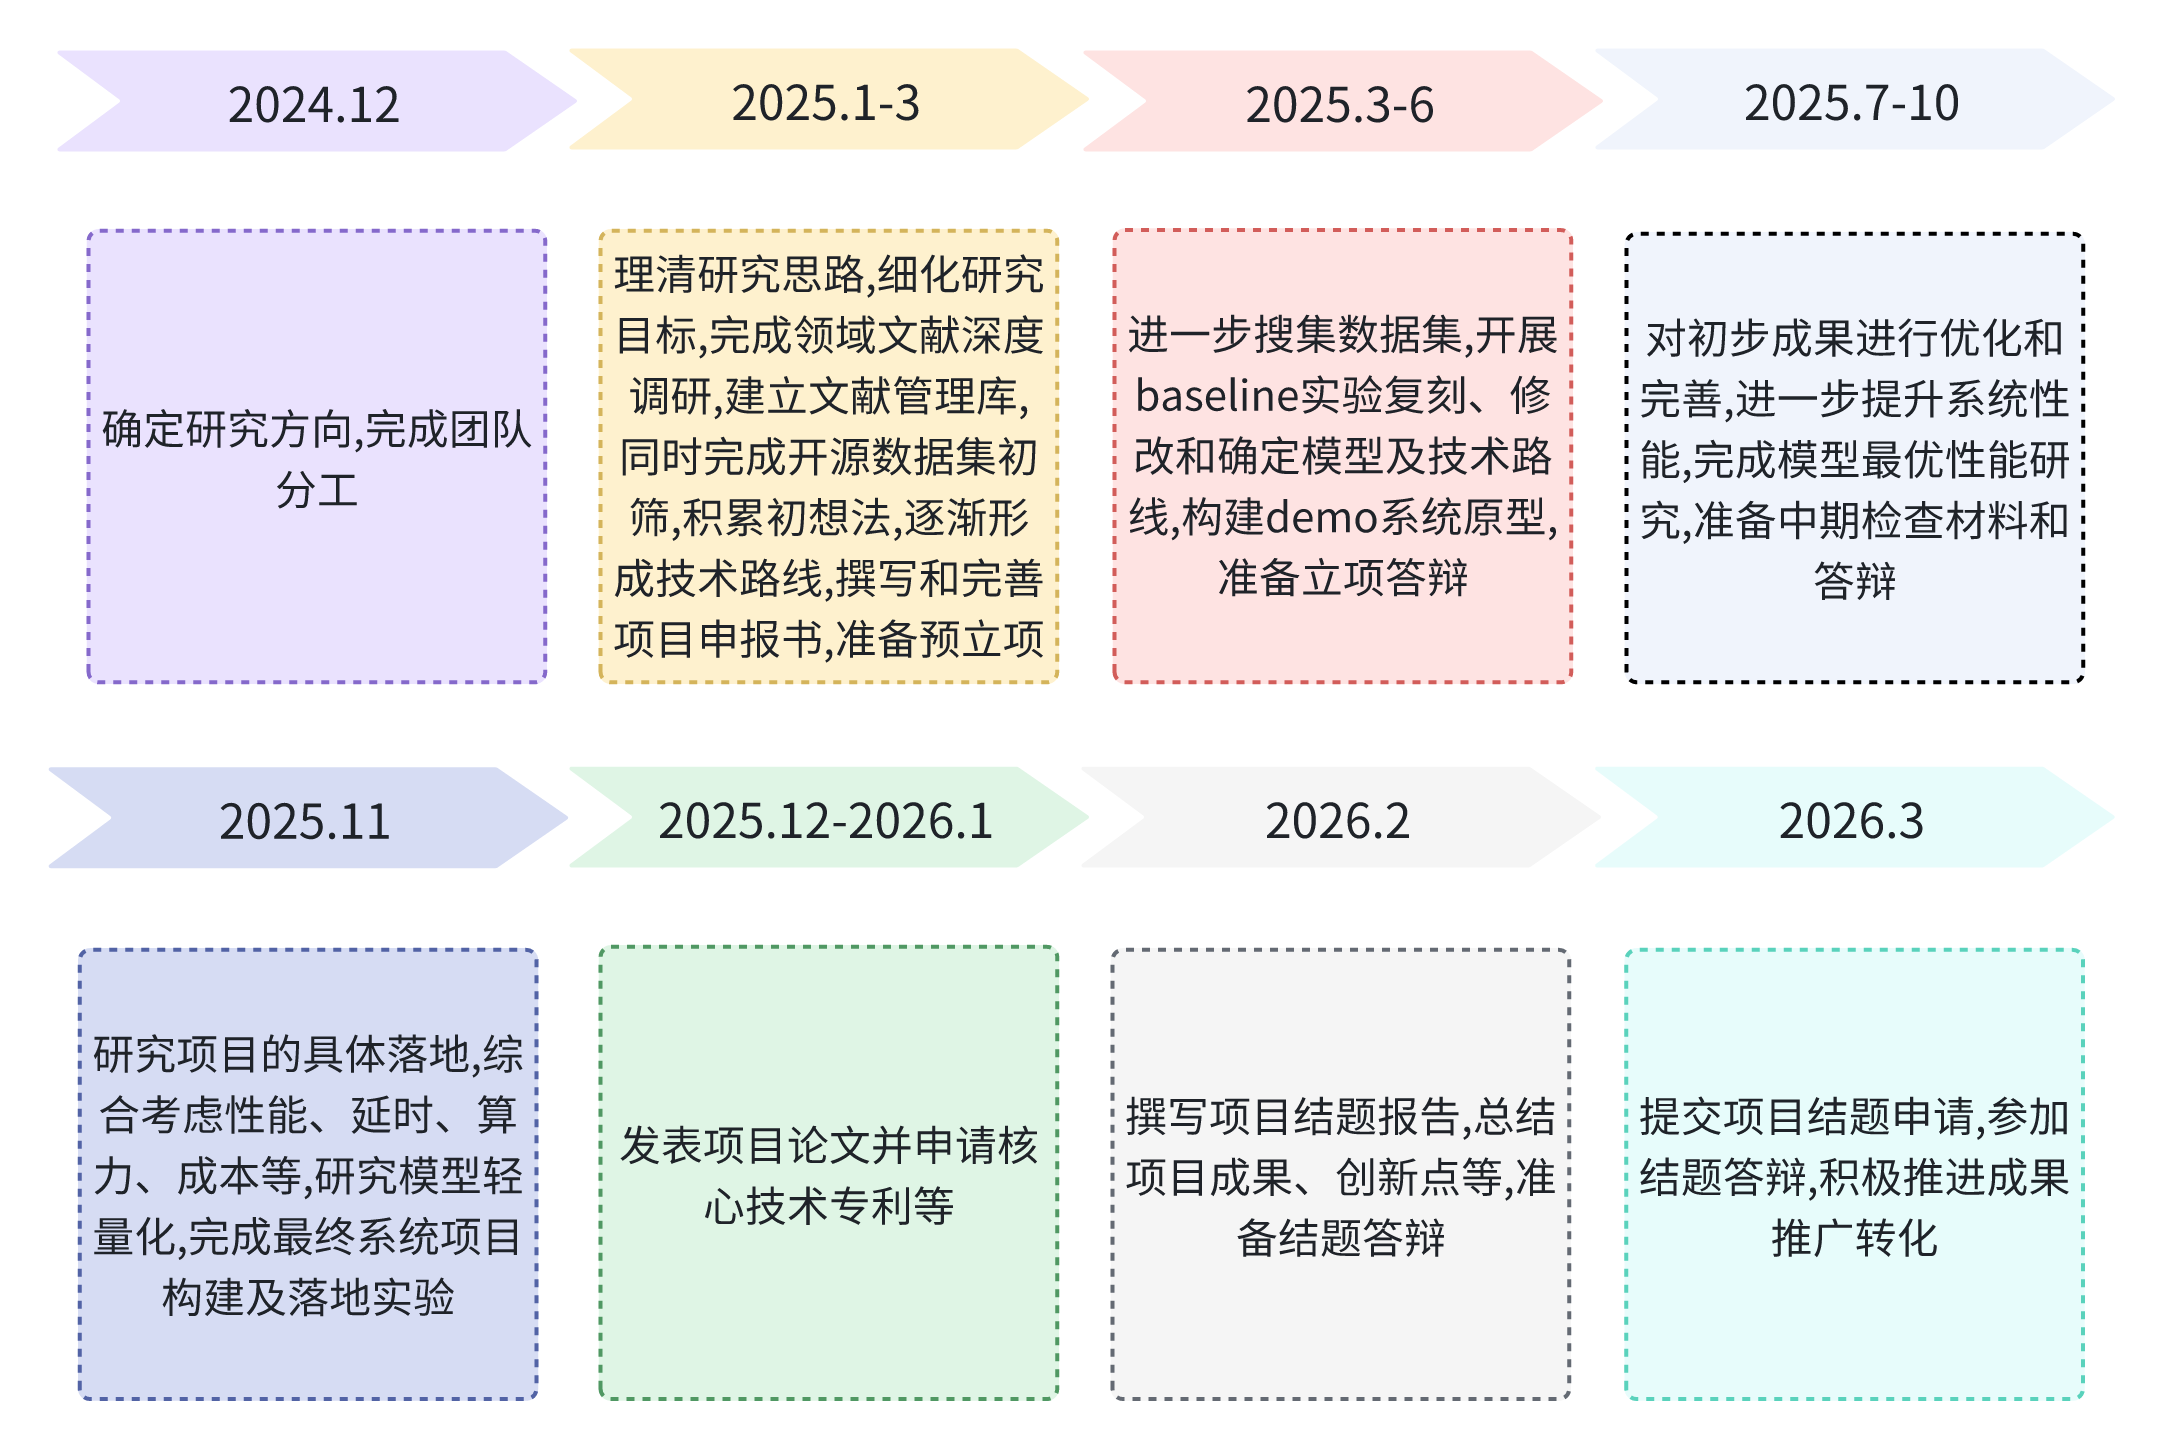 2024.12
2025.1-3
2025.3-6
2025.7-10
确定研究方向,完成团队
分工
理清研究思路,细化研究
目标,完成领域文献深度
调研,建立文献管理库,
同时完成开源数据集初
筛,积累初想法,逐渐形
成技术路线,撰写和完善
项目申报书,准备预立项
进一步搜集数据集,开展
baseline实验复刻、修
改和确定模型及技术路
线,构建demo系统原型,
准备立项答辩
对初步成果进行优化和
完善,进一步提升系统性
能,完成模型最优性能研
究,准备中期检查材料和
答辩
2025.11
2025.12-2026.1
2026.2
2026.3
研究项目的具体落地,综
合考虑性能、延时、算
力、成本等,研究模型轻
量化,完成最终系统项目
构建及落地实验
发表项目论文并申请核
心技术专利等
撰写项目结题报告,总结
项目成果、创新点等,准
备结题答辩
提交项目结题申请,参加
结题答辩,积极推进成果
推广转化